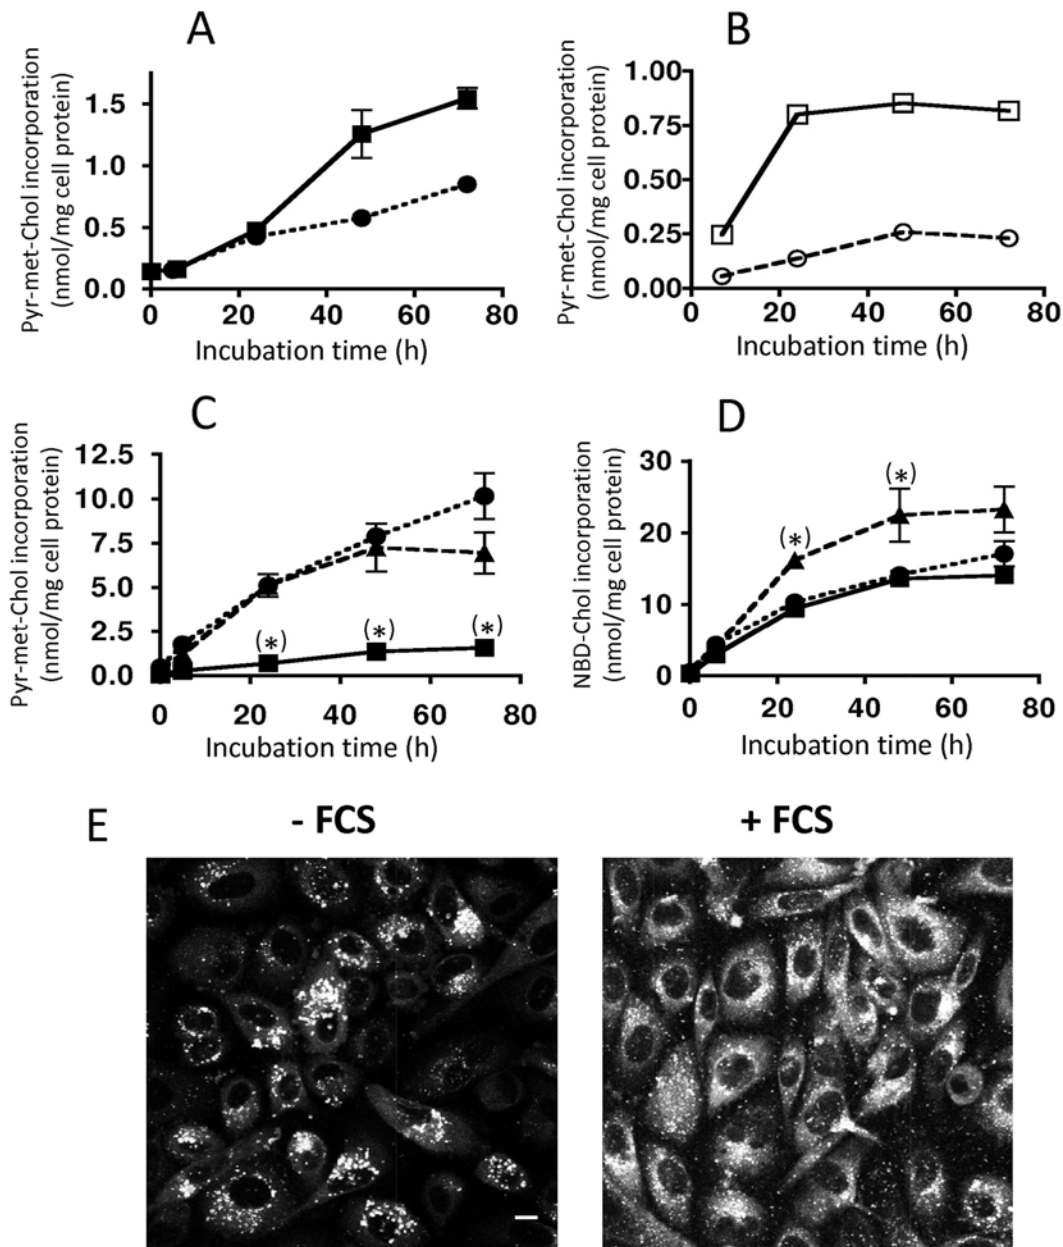 A
Pyr-met-Chol incorporation
(nmol/mg cell protein)
1.5
1.0
0.5
0.0
0 20 40 60 80
Incubation time (h)
B
Pyr-met-Chol incorporation
(nmol/mg cell protein)
1.00
0.75
0.50
0.25
0.00
0 20 40 60 80
Incubation time (h)
C
Pyr-met-Chol incorporation
(nmol/mg cell protein)
12.5
10.0
7.5
5.0
2.5
0.0
(*) (*) (*)
0 20 40 60 80
Incubation time (h)
D
NBD-Chol incorporation
(nmol/mg cell protein)
30
20
10
0
(*) (*)
0 20 40 60 80
Incubation time (h)
E
- FCS
+ FCS